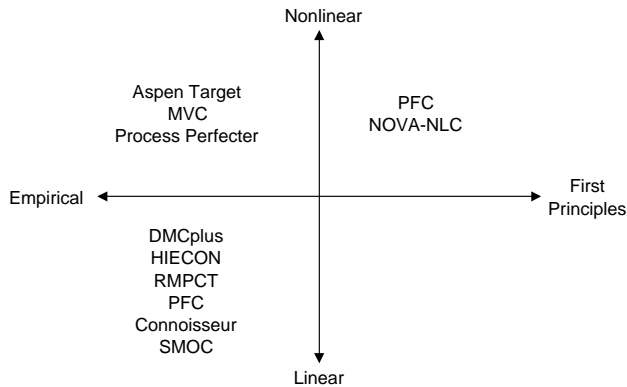 Nonlinear
Aspen Target
MVC
Process Perfecter
PFC
NOVA-NLC
Empirical
First
Principles
DMCplus
HIECON
RMPCT
PFC
Connoisseur
SMOC
Linear